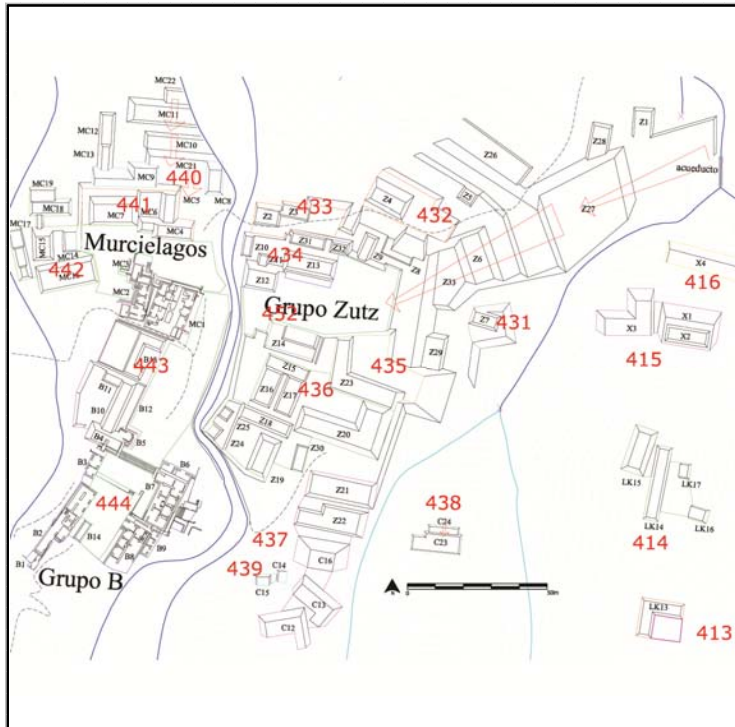 MC22
MC11
MC12
MC10
MC13
MC21
MC9
440
MC19
MC5
MC8
441
MC7
MC6
MC18
MC4
MC17
Murcielagos
MC15
MC14
442
MC3
MC2
MC1
443
B11
B10
B12
B4
B5
B3
B6
B7
444
B2
B14
B8
B9
B1
Grupo B
Z1
Z28
Z26
acueducto
Z27
Z5
Z4
433
432
Z2
Z3
Z10
Z31
Z32
434
Z13
Z9
Z8
Z6
Z12
Z33
Grupo Zutz
431
Z7
Z14
435
Z29
Z15
436
Z23
Z16
Z17
Z18
Z25
Z20
Z24
Z30
Z19
Z21
Z22
437
C16
439
C14
C15
C13
C12
438
C24
C23
X4
416
X1
X3
X2
415
LK15
LK17
LK14
LK16
414
LK13
413
N
0
50m